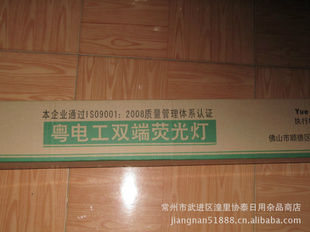 本企业通过ISO9001:2008质量管理体系认证
粤电工双端荧光灯
Yue
执行标
佛山市顺德区
常州市武进区湟里协泰日用杂品商店
jiangnan51888.cn.alibaba.com